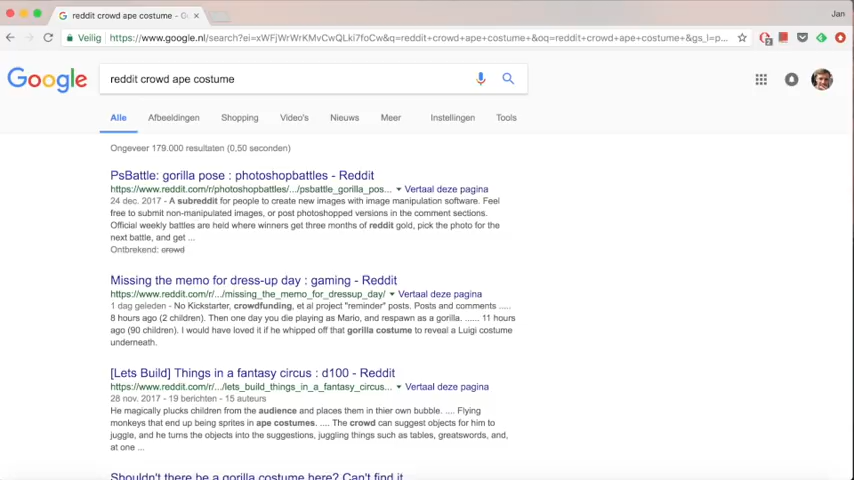 reddit crowd ape costume - Go
Jan
Veilig
https://www.google.nl/search?ei=xWFjWrWrKMvCwQLki7foCw&q=reddit+crowd+ape+costume+&oq=reddit+crowd+ape+costume+&gs_l=p...
Google
reddit crowd ape costume
Alle Afbeeldingen Shopping Video's Nieuws Meer Instellingen Tools
Ongeveer 179.000 resultaten (0,50 seconden)
PsBattle: gorilla pose : photoshopbattles - Reddit
https://www.reddit.com/r/photoshopbattles/.../psbattle_gorilla_pos... Vertaal deze pagina
24 dec. 2017 - A subreddit for people to create new images with image manipulation software. Feel
free to submit non-manipulated images, or post photoshopped versions in the comment sections.
Official weekly battles are held where winners get three months of reddit gold, pick the photo for the
next battle, and get ...
Ontbrekend: crowd
Missing the memo for dress-up day : gaming - Reddit
https://www.reddit.com/r/.../missing_the_memo_for_dressup_day/ Vertaal deze pagina
1 dag geleden - No Kickstarter, crowdfunding, et al project "reminder" posts. Posts and comments .....
8 hours ago (2 children). Then one day you die playing as Mario, and respawn as a gorilla. ...... 11 hours
ago (90 children). I would have loved it if he whipped off that gorilla costume to reveal a Luigi costume
underneath.
[Lets Build] Things in a fantasy circus : d100 - Reddit
https://www.reddit.com/r/.../lets_build_things_in_a_fantasy_circus... Vertaal deze pagina
28 nov. 2017 - 19 berichten - 15 auteurs
He magically plucks children from the audience and places them in thier own bubble. .... Flying
monkeys that end up being sprites in ape costumes. .... The crowd can suggest objects for him to
juggle, and he turns the objects into the suggestions, juggling things such as tables, greatswords, and,
at one ...
Shouldn't there be a gorilla costume here? Can't find it